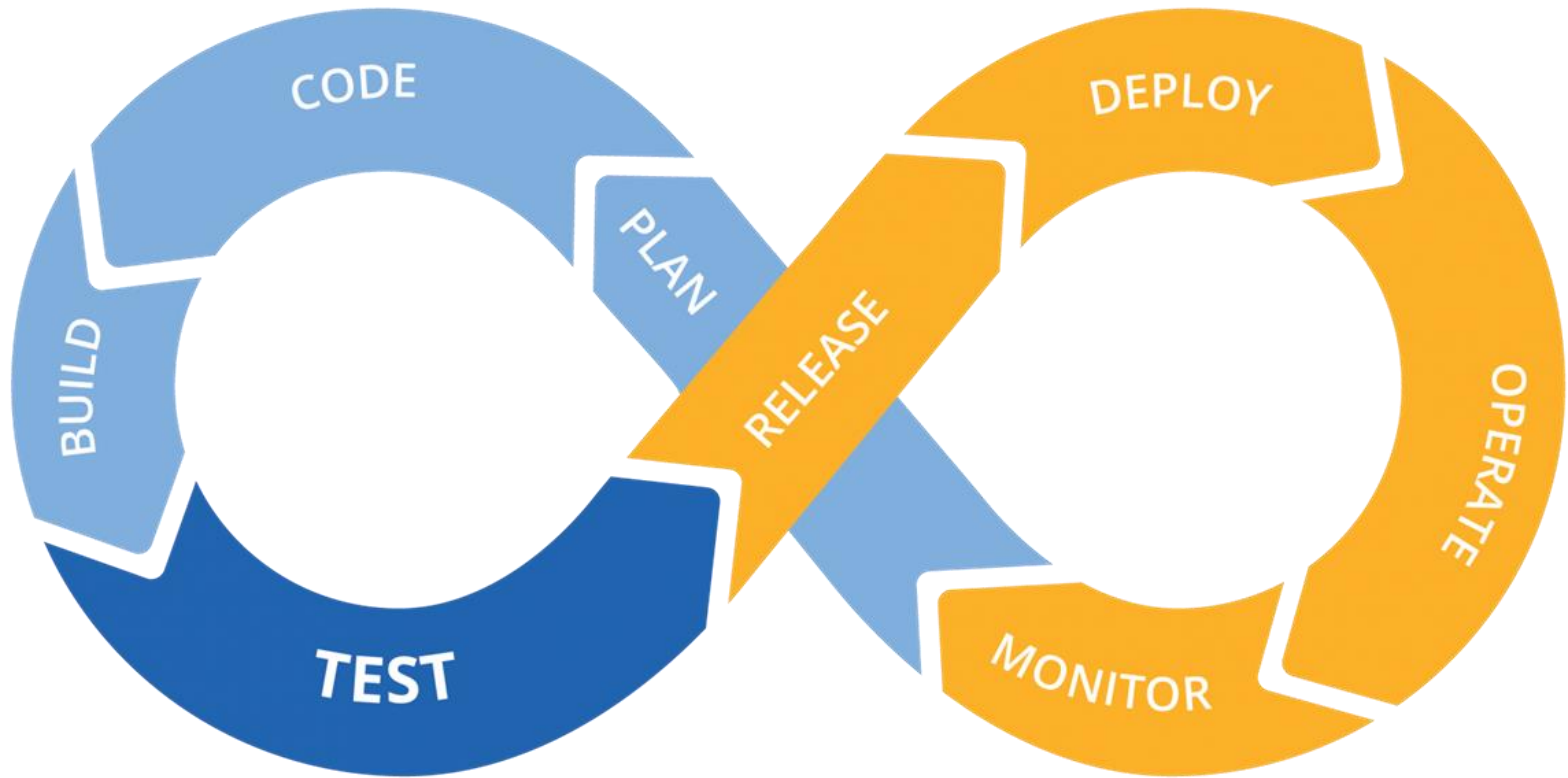 CODE
DEPLOY
PLAN
RELEASE
BUILD
OPERATE
TEST
MONITOR